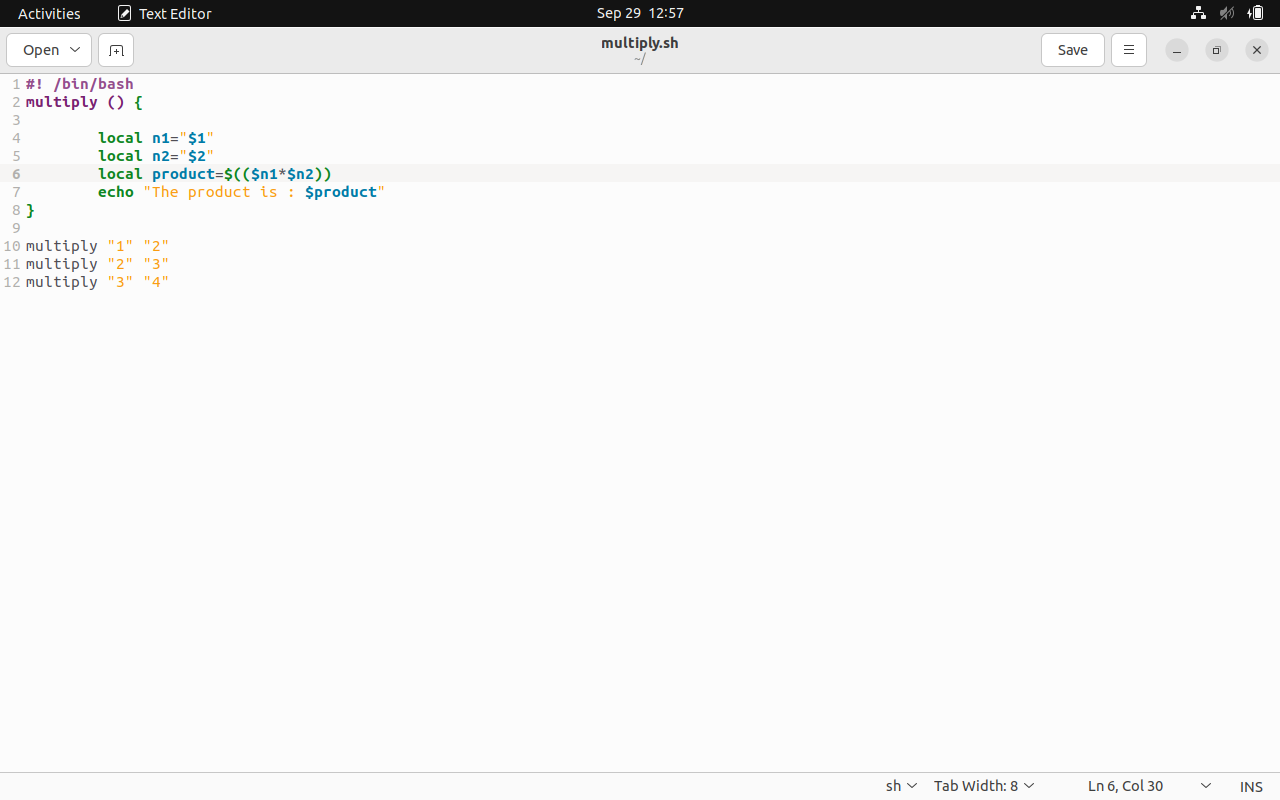 Activities Text Editor Sep 29 12:57
Open multiply.sh Save
~/
1 #! /bin/bash
2 multiply () {
3
4 local n1="$1"
5 local n2="$2"
6 local product=$(($n1*$n2))
7 echo "The product is : $product"
8 }
9
10 multiply "1" "2"
11 multiply "2" "3"
12 multiply "3" "4"
sh Tab Width: 8 Ln 6, Col 30 INS